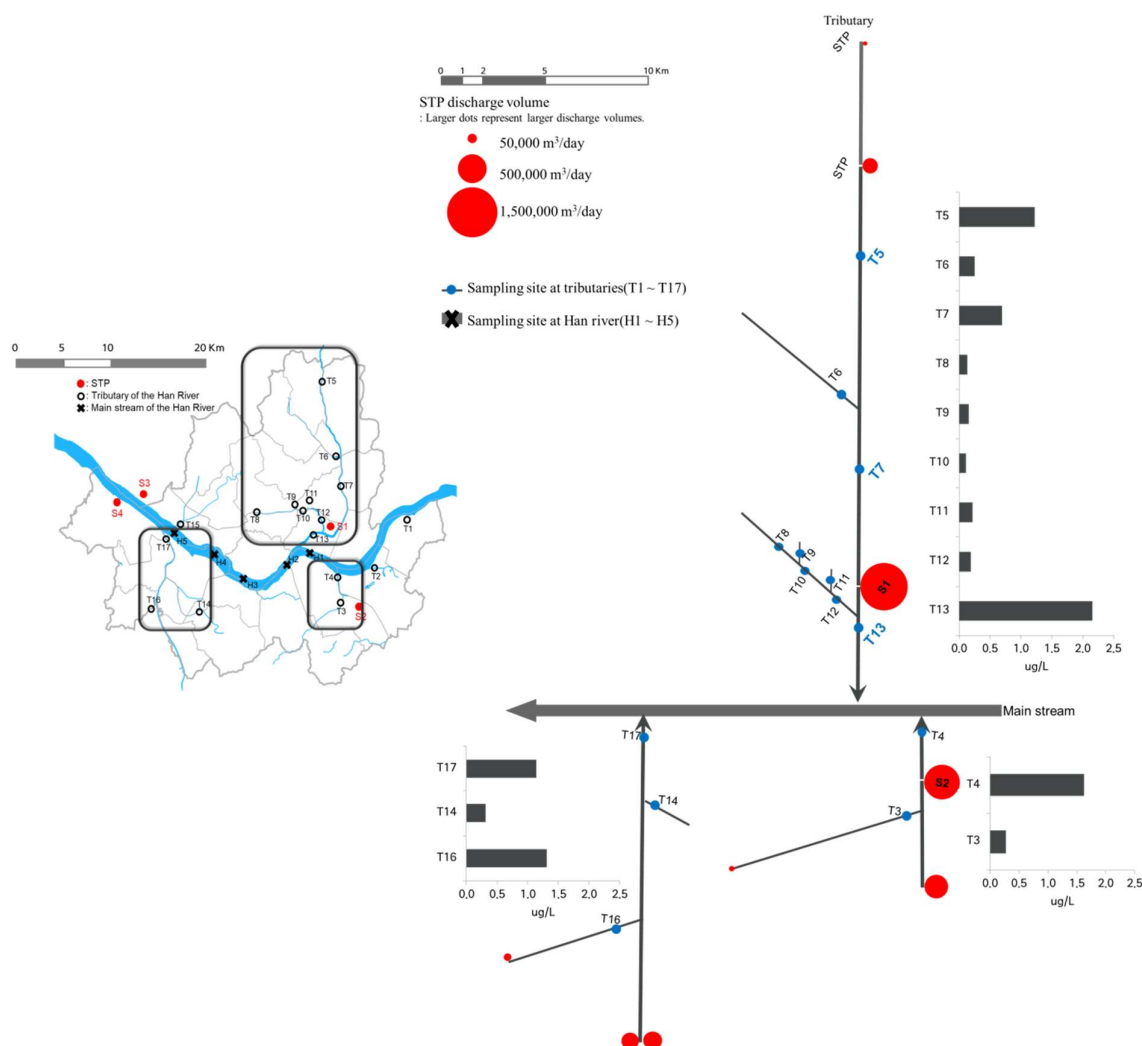 Tributary
STP
0 1 2 5 10 Km
STP discharge volume
: Larger dots represent larger discharge volumes.
50,000 m³/day
500,000 m³/day
1,500,000 m³/day
STP
T5
T6
T7
T8
T9
T10
T11
T12
T13
0,0 0,5 1,0 1,5 2,0 2,5
ug/L
T5
T6
T7
T8
T9
T10
T11
T12
S1
T13
Sampling site at tributaries(T1 ~ T17)
Sampling site at Han river(H1 ~ H5)
0 5 10 20 Km
: STP
: Tributary of the Han River
: Main stream of the Han River
T5
T6
T7
T9
T11
T8
T10
T12
S1
T13
T1
S3
S4
T15
H5
T17
H4
H3
H2
H1
T4
T2
T3
S2
T16
T14
Main stream
T17
T14
T16
0,0 0,5 1,0 1,5 2,0 2,5
ug/L
T17
T14
T16
T4
S2
T3
T4
T3
0,0 0,5 1,0 1,5 2,0 2,5
ug/L